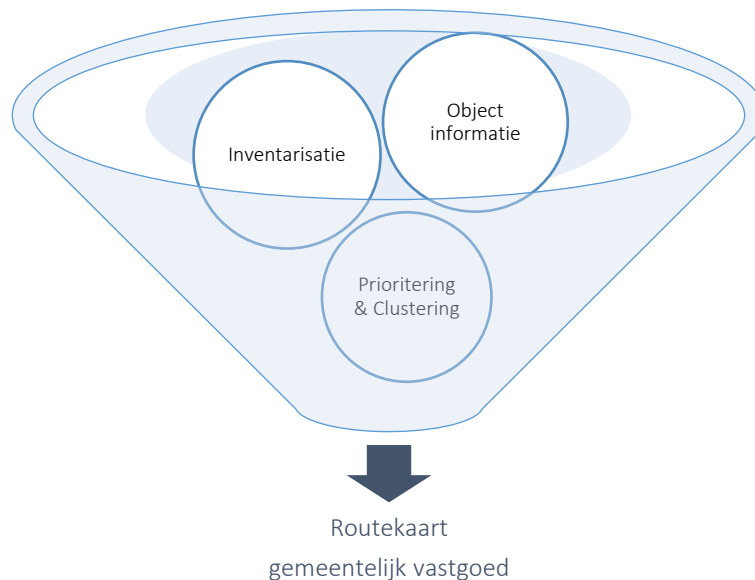 Object
informatie
Inventarisatie
Prioritering
& Clustering
Routekaart
gemeentelijk vastgoed